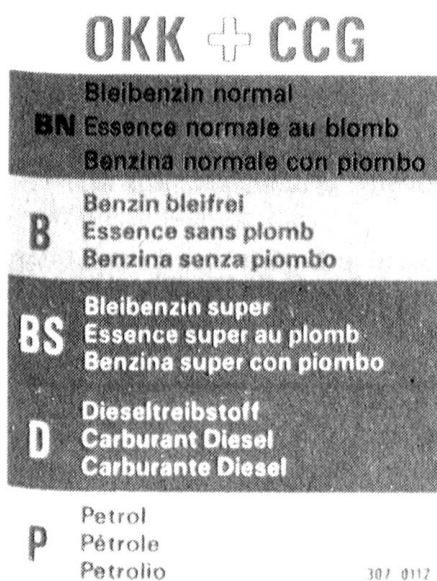 OKK + CCG
Bleibenzin normal
BN Essence normale au blomb
Benzina normale con piombo
Benzin bleifrei
B Essence sans plomb
Benzina senza piombo
Bleibenzin super
BS Essence super au plomb
Benzina super con piombo
Dieseltreibstoff
D Carburant Diesel
Carburante Diesel
Petrol
P Pétrole
Petrolio
307 0117